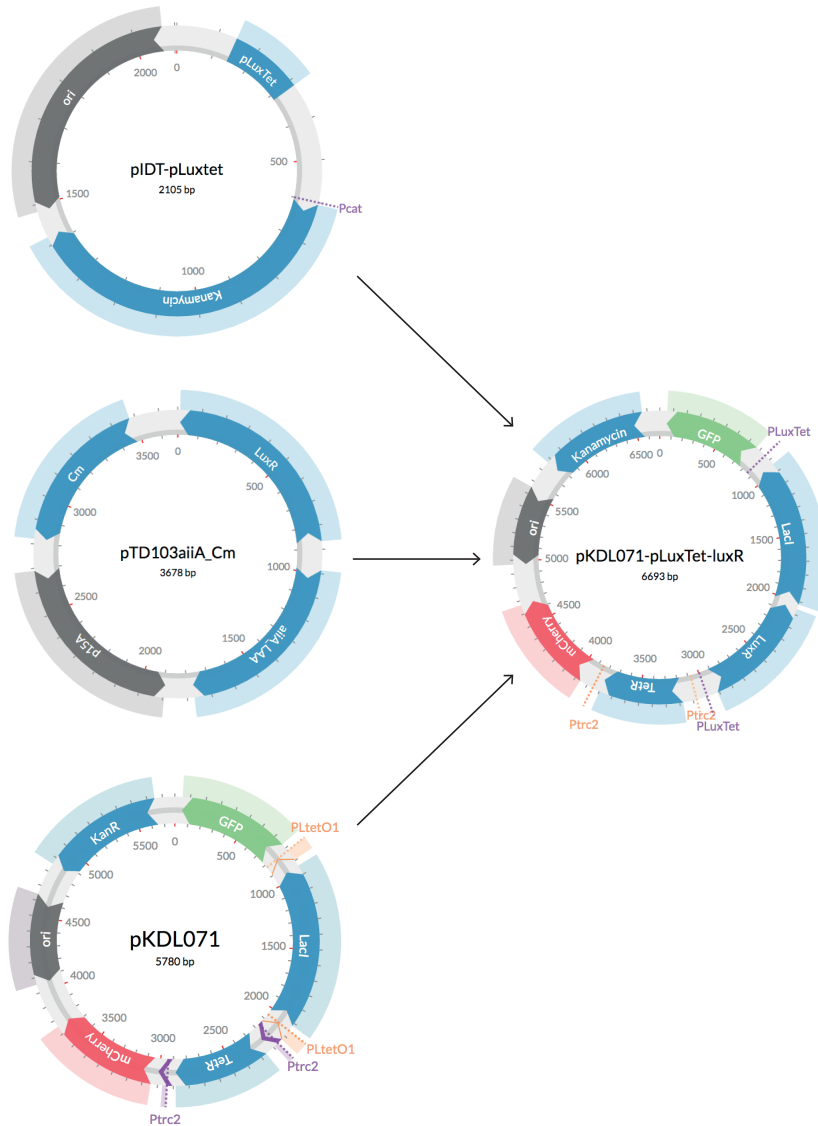 0
pLuxTet
500
Pcat
Kanamycin
1000
1500
ori
2000
pIDT-pLuxtet
2105 bp
0
LuxR
500
1000
aiiA_LAA
1500
2000
p15A
2500
3000
Cm
3500
pTD103aiiA_Cm
3678 bp
0
GFP
500
PLtetO1
1000
LacI
1500
2000
PLtetO1
Ptrc2
TetR
2500
3000
Ptrc2
mCherry
3500
4000
ori
4500
5000
KanR
5500
pKDL071
5780 bp
0
GFP
500
PLuxTet
1000
LacI
1500
2000
LuxR
2500
3000
PLuxTet
Ptrc2
TetR
3500
4000
Ptrc2
mCherry
4500
5000
ori
5500
6000
Kanamycin
6500
pKDL071-pLuxTet-luxR
6693 bp